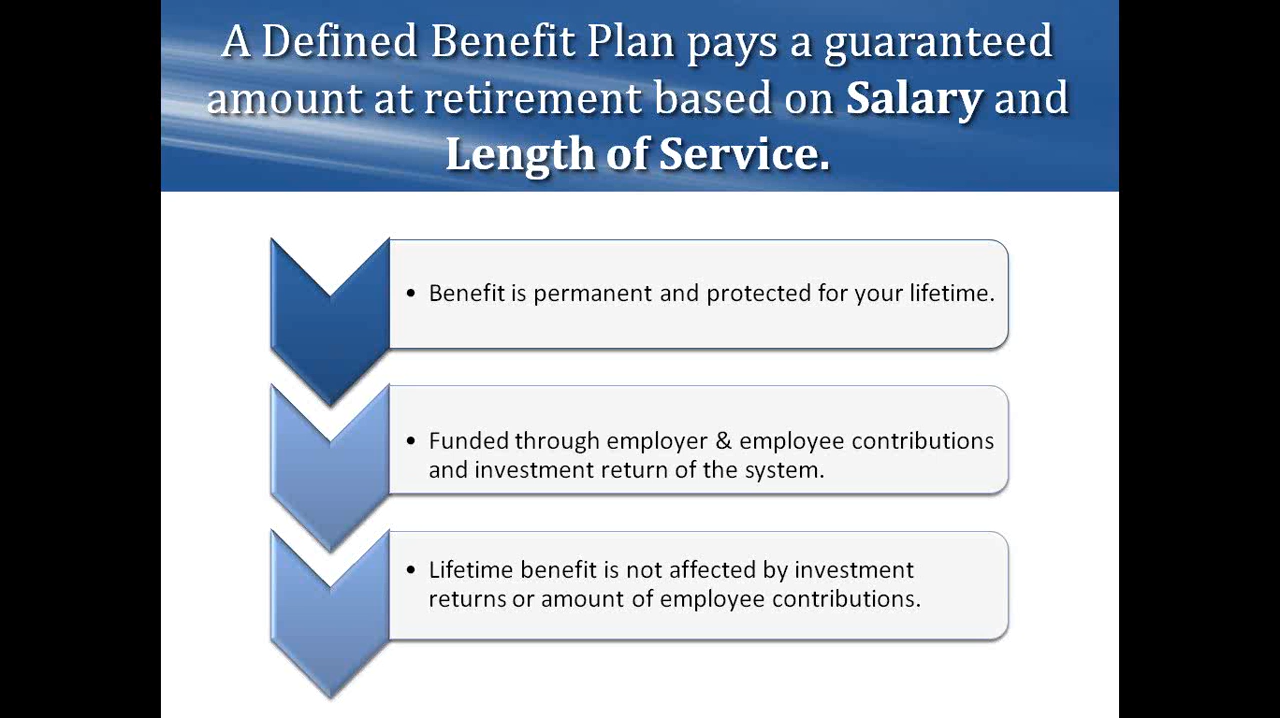 A Defined Benefit Plan pays a guaranteed
amount at retirement based on Salary and
Length of Service.
• Benefit is permanent and protected for your lifetime.
• Funded through employer & employee contributions
and investment return of the system.
• Lifetime benefit is not affected by investment
returns or amount of employee contributions.